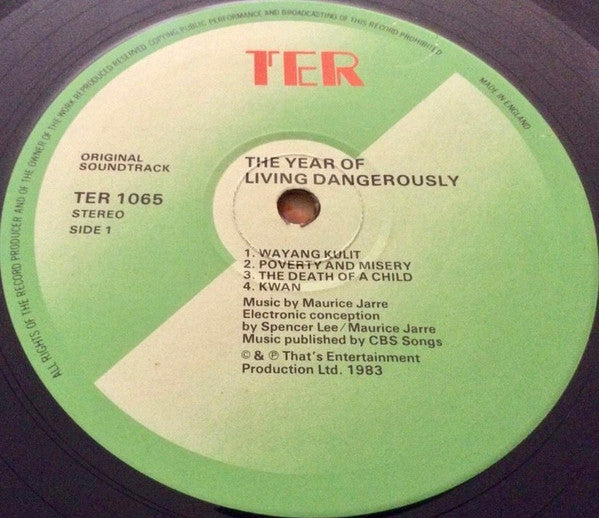 ALL RIGHTS OF THE RECORD PRODUCER AND OF THE OWNER OF THE WORK REPRODUCED RESERVED. COPYING PUBLIC PERFORMANCE AND BROADCASTING OF THIS RECORD PROHIBITED
MADE IN ENGLAND
TER
ORIGINAL
SOUNDTRACK
TER 1065
STEREO
SIDE 1
THE YEAR OF
LIVING DANGEROUSLY
1. WAYANG KULIT
2. POVERTY AND MISERY
3. THE DEATH OF A CHILD
4. KWAN
Music by Maurice Jarre
Electronic conception
by Spencer Lee/Maurice Jarre
Music published by CBS Songs
© & ℗ That's Entertainment
Production Ltd. 1983